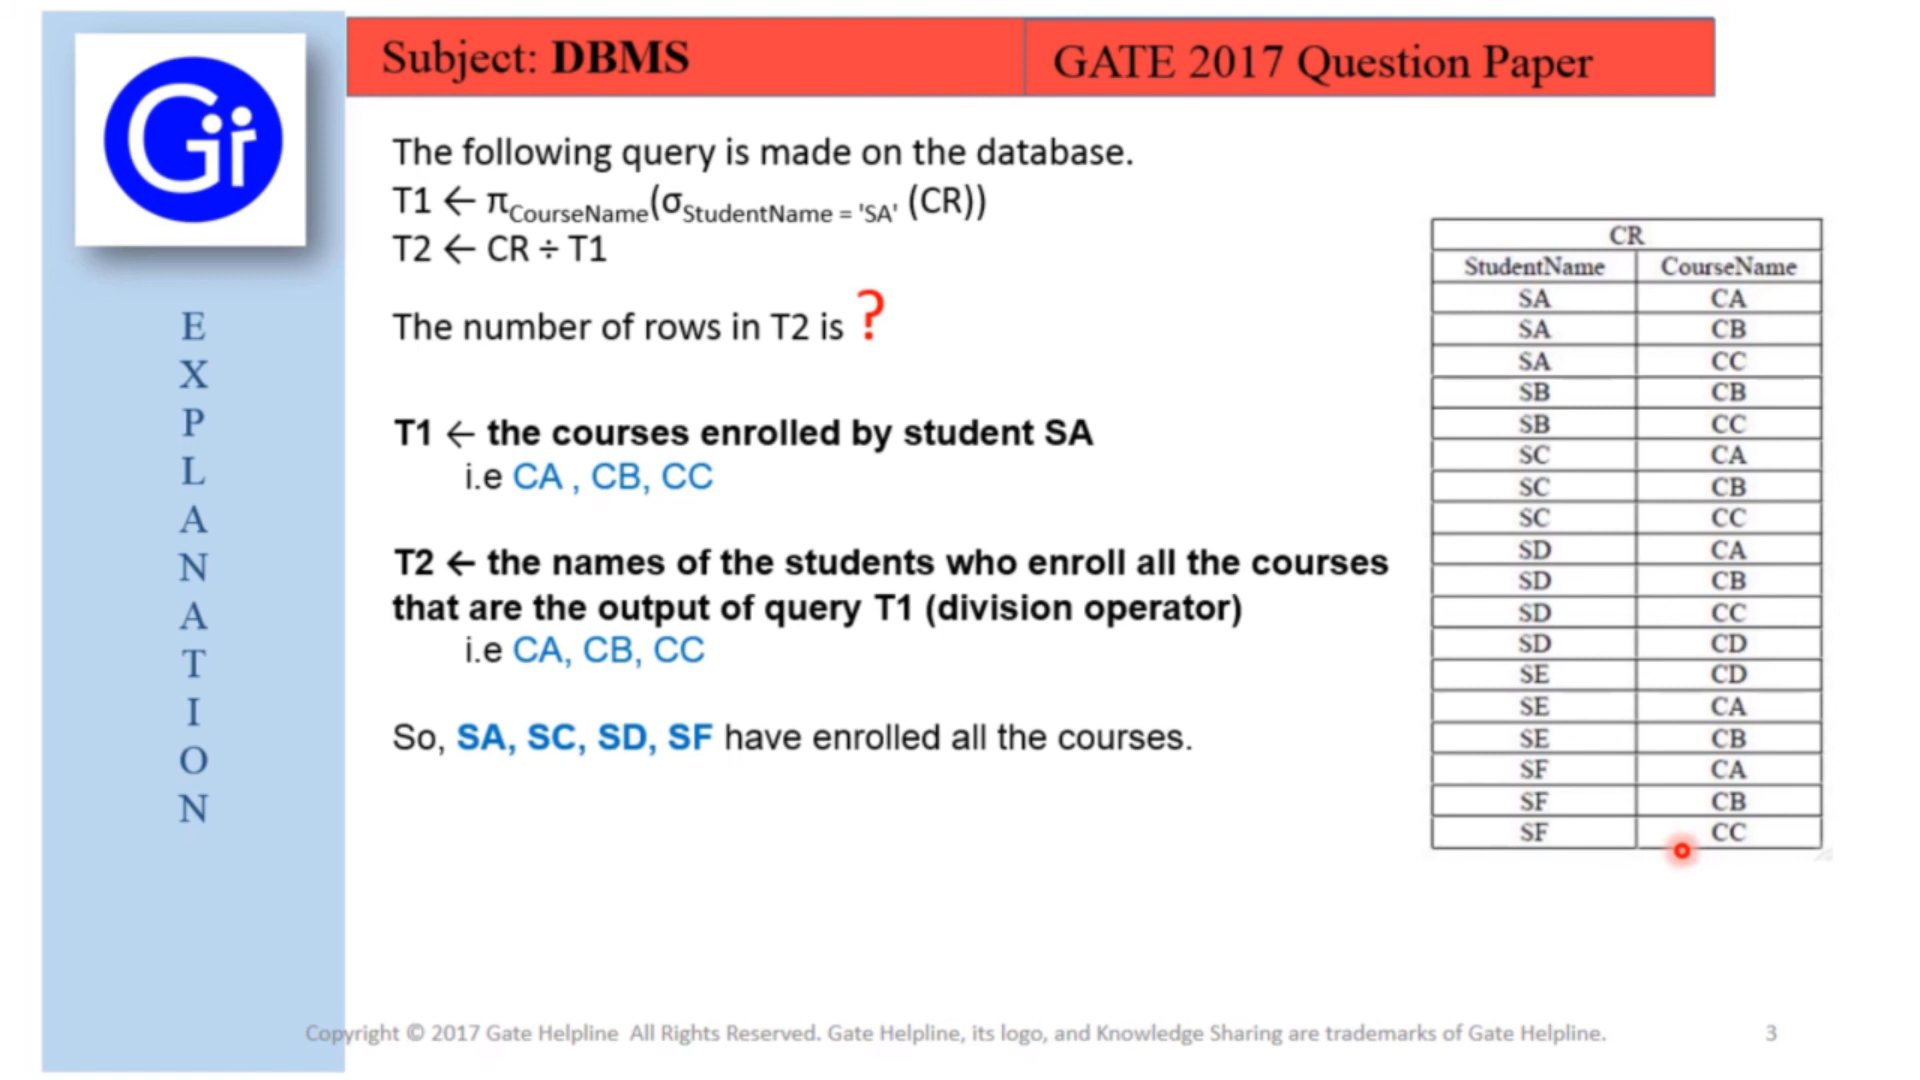 Gi
Subject: DBMS
GATE 2017 Question Paper
E
X
P
L
A
N
A
T
I
O
N
The following query is made on the database.
T1 ← πCourseName(σStudentName = 'SA' (CR))
T2 ← CR ÷ T1
The number of rows in T2 is ?
T1 ← the courses enrolled by student SA
i.e CA , CB, CC
T2 ← the names of the students who enroll all the courses
that are the output of query T1 (division operator)
i.e CA, CB, CC
So, SA, SC, SD, SF have enrolled all the courses.
CR
StudentName CourseName
SA CA
SA CB
SA CC
SB CB
SB CC
SC CA
SC CB
SC CC
SD CA
SD CB
SD CC
SD CD
SE CD
SE CA
SE CB
SF CA
SF CB
SF CC
Copyright © 2017 Gate Helpline All Rights Reserved. Gate Helpline, its logo, and Knowledge Sharing are trademarks of Gate Helpline.
3